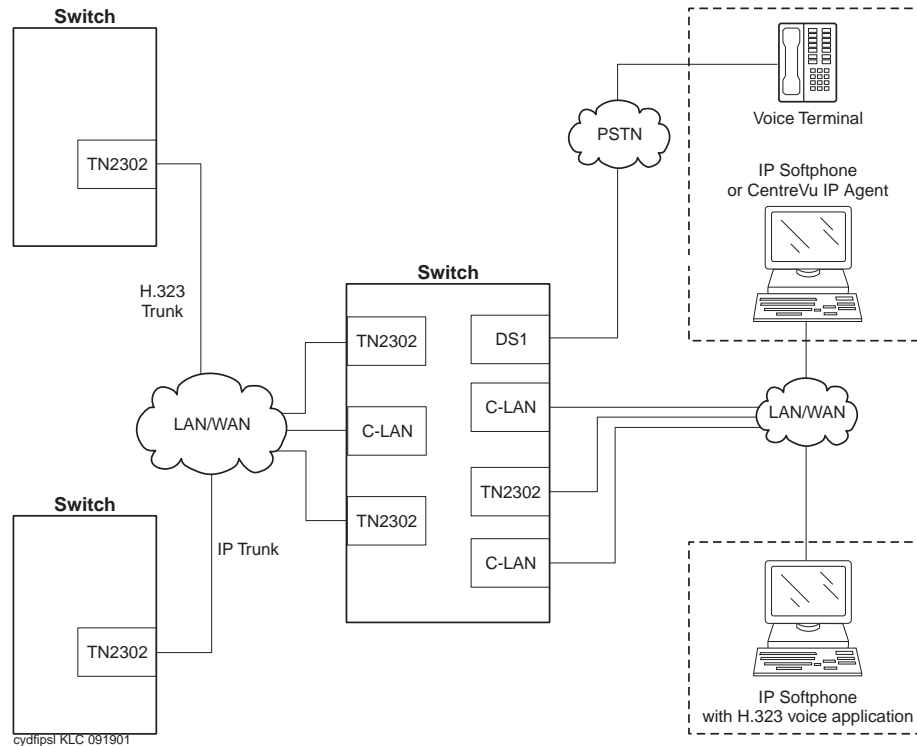 Switch
TN2302
H.323
Trunk
LAN/WAN
IP Trunk
Switch
TN2302
cydfipsl KLC 091901
Switch
TN2302
C-LAN
TN2302
DS1
C-LAN
TN2302
C-LAN
PSTN
Voice Terminal
IP Softphone
or CentreVu IP Agent
LAN/WAN
IP Softphone
with H.323 voice application